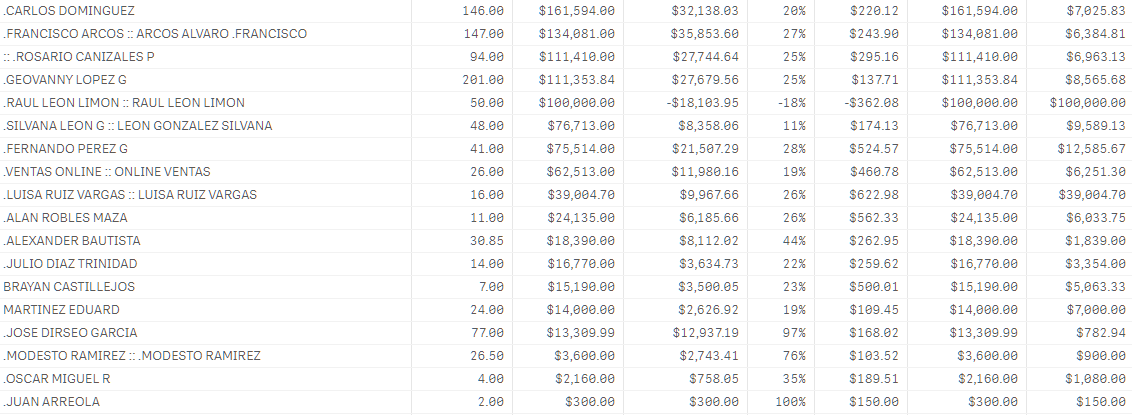 .CARLOS DOMINGUEZ 146.00 $161,594.00 $32,138.03 20% $220.12 $161,594.00 $7,025.83
.FRANCISCO ARCOS :: ARCOS ALVARO .FRANCISCO 147.00 $134,081.00 $35,853.60 27% $243.90 $134,081.00 $6,384.81
:: .ROSARIO CANIZALES P 94.00 $111,410.00 $27,744.64 25% $295.16 $111,410.00 $6,963.13
.GEOVANNY LOPEZ G 201.00 $111,353.84 $27,679.56 25% $137.71 $111,353.84 $8,565.68
.RAUL LEON LIMON :: RAUL LEON LIMON 50.00 $100,000.00 -$18,103.95 -18% -$362.08 $100,000.00 $100,000.00
.SILVANA LEON G :: LEON GONZALEZ SILVANA 48.00 $76,713.00 $8,358.06 11% $174.13 $76,713.00 $9,589.13
.FERNANDO PEREZ G 41.00 $75,514.00 $21,507.29 28% $524.57 $75,514.00 $12,585.67
.VENTAS ONLINE :: ONLINE VENTAS 26.00 $62,513.00 $11,980.16 19% $460.78 $62,513.00 $6,251.30
.LUISA RUIZ VARGAS :: LUISA RUIZ VARGAS 16.00 $39,004.70 $9,967.66 26% $622.98 $39,004.70 $39,004.70
.ALAN ROBLES MAZA 11.00 $24,135.00 $6,185.66 26% $562.33 $24,135.00 $6,033.75
.ALEXANDER BAUTISTA 30.85 $18,390.00 $8,112.02 44% $262.95 $18,390.00 $1,839.00
.JULIO DIAZ TRINIDAD 14.00 $16,770.00 $3,634.73 22% $259.62 $16,770.00 $3,354.00
BRAYAN CASTILLEJOS 7.00 $15,190.00 $3,500.05 23% $500.01 $15,190.00 $5,063.33
MARTINEZ EDUARD 24.00 $14,000.00 $2,626.92 19% $109.45 $14,000.00 $7,000.00
.JOSE DIRSEO GARCIA 77.00 $13,309.99 $12,937.19 97% $168.02 $13,309.99 $782.94
.MODESTO RAMIREZ :: .MODESTO RAMIREZ 26.50 $3,600.00 $2,743.41 76% $103.52 $3,600.00 $900.00
.OSCAR MIGUEL R 4.00 $2,160.00 $758.05 35% $189.51 $2,160.00 $1,080.00
.JUAN ARREOLA 2.00 $300.00 $300.00 100% $150.00 $300.00 $150.00